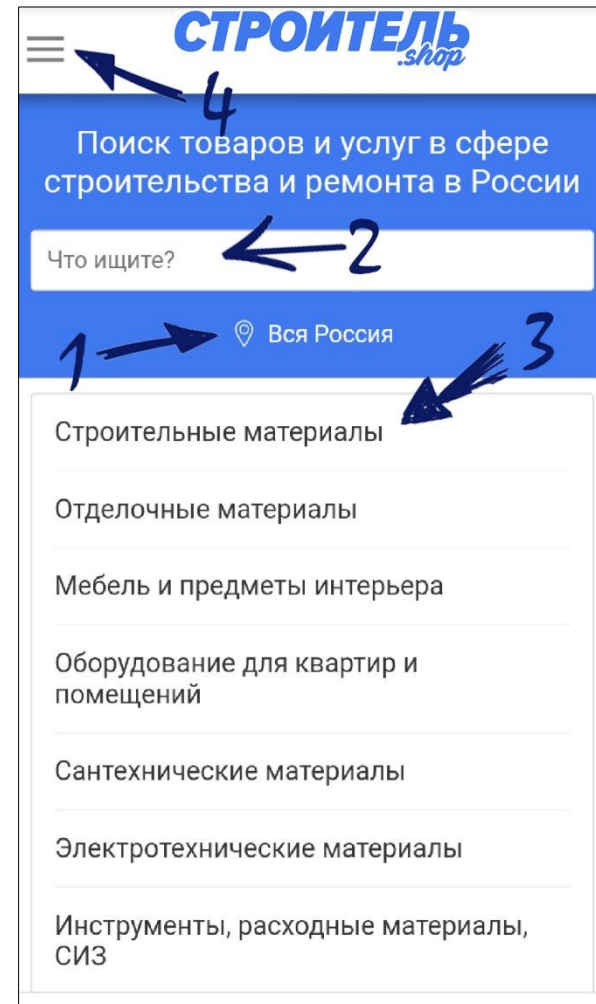 СТРОИТЕЛЬ
.shop
4
Поиск товаров и услуг в сфере
строительства и ремонта в России
Что ищите?
2
1
Вся Россия
3
Строительные материалы
Отделочные материалы
Мебель и предметы интерьера
Оборудование для квартир и
помещений
Сантехнические материалы
Электротехнические материалы
Инструменты, расходные материалы,
СИЗ